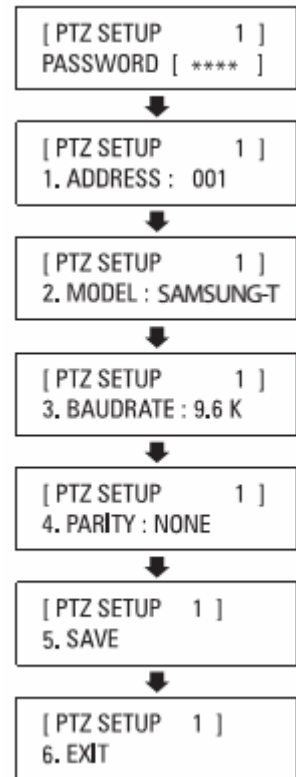 [ PTZ SETUP 1 ]
PASSWORD [ **** ]
[ PTZ SETUP 1 ]
1. ADDRESS : 001
[ PTZ SETUP 1 ]
2. MODEL : SAMSUNG-T
[ PTZ SETUP 1 ]
3. BAUDRATE : 9.6 K
[ PTZ SETUP 1 ]
4. PARITY : NONE
[ PTZ SETUP 1 ]
5. SAVE
[ PTZ SETUP 1 ]
6. EXIT